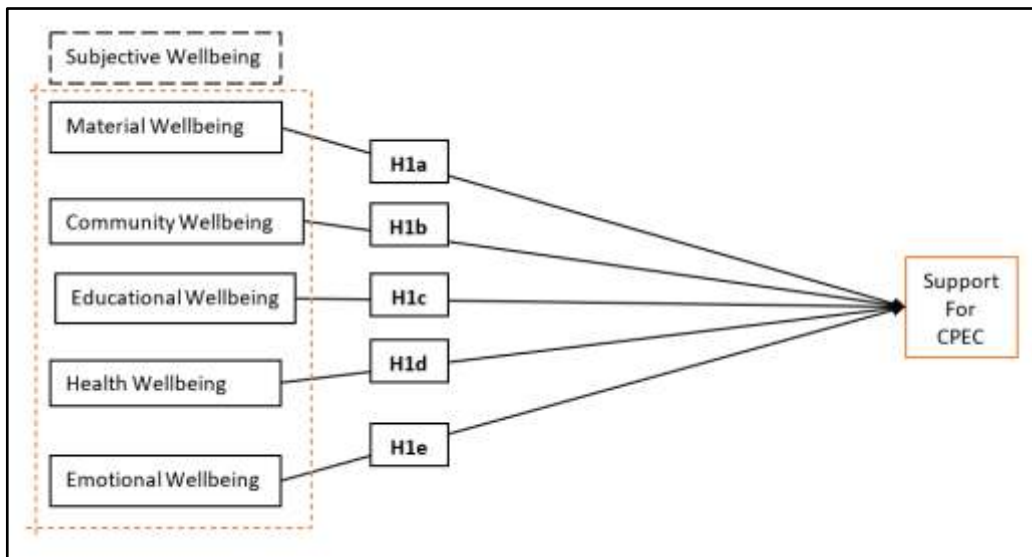 Subjective Wellbeing
Material Wellbeing
H1a
Community Wellbeing
H1b
Educational Wellbeing
H1c
Health Wellbeing
H1d
Emotional Wellbeing
H1e
Support
For
CPEC